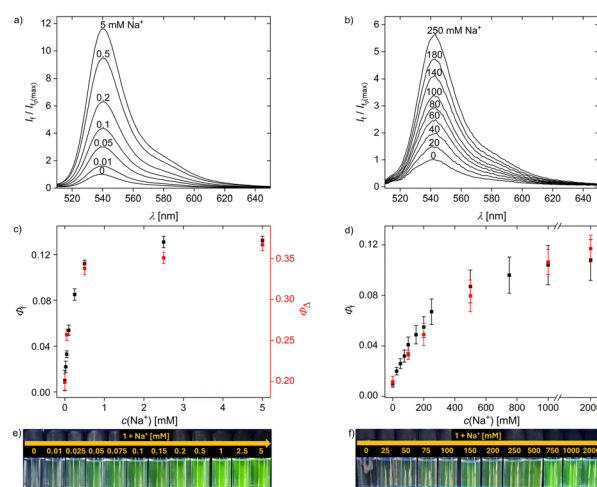 a)
12
10
8
6
4
2
0
I_f / I_f0(max)
5 mM Na⁺
0.5
0.2
0.1
0.05
0.01
0
520 540 560 580 600 620 640
λ [nm]
b)
6
5
4
3
2
1
0
250 mM Na⁺
180
140
100
80
60
40
20
0
520 540 560 580 600 620 640
λ [nm]
c)
0.12
0.08
0.04
0.00
Φ_f
0.35
0.30
0.25
0.20
Φ_Δ
0 1 2 3 4 5
c(Na⁺) [mM]
d)
0.12
0.08
0.04
0.00
Φ_f
0 200 400 600 800 1000 2000
c(Na⁺) [mM]
e)
1 + Na⁺ [mM]
0 0.01 0.025 0.05 0.075 0.1 0.15 0.2 0.5 1 2.5 5
f)
1 + Na⁺ [mM]
0 25 50 75 100 150 200 250 500 750 1000 2000